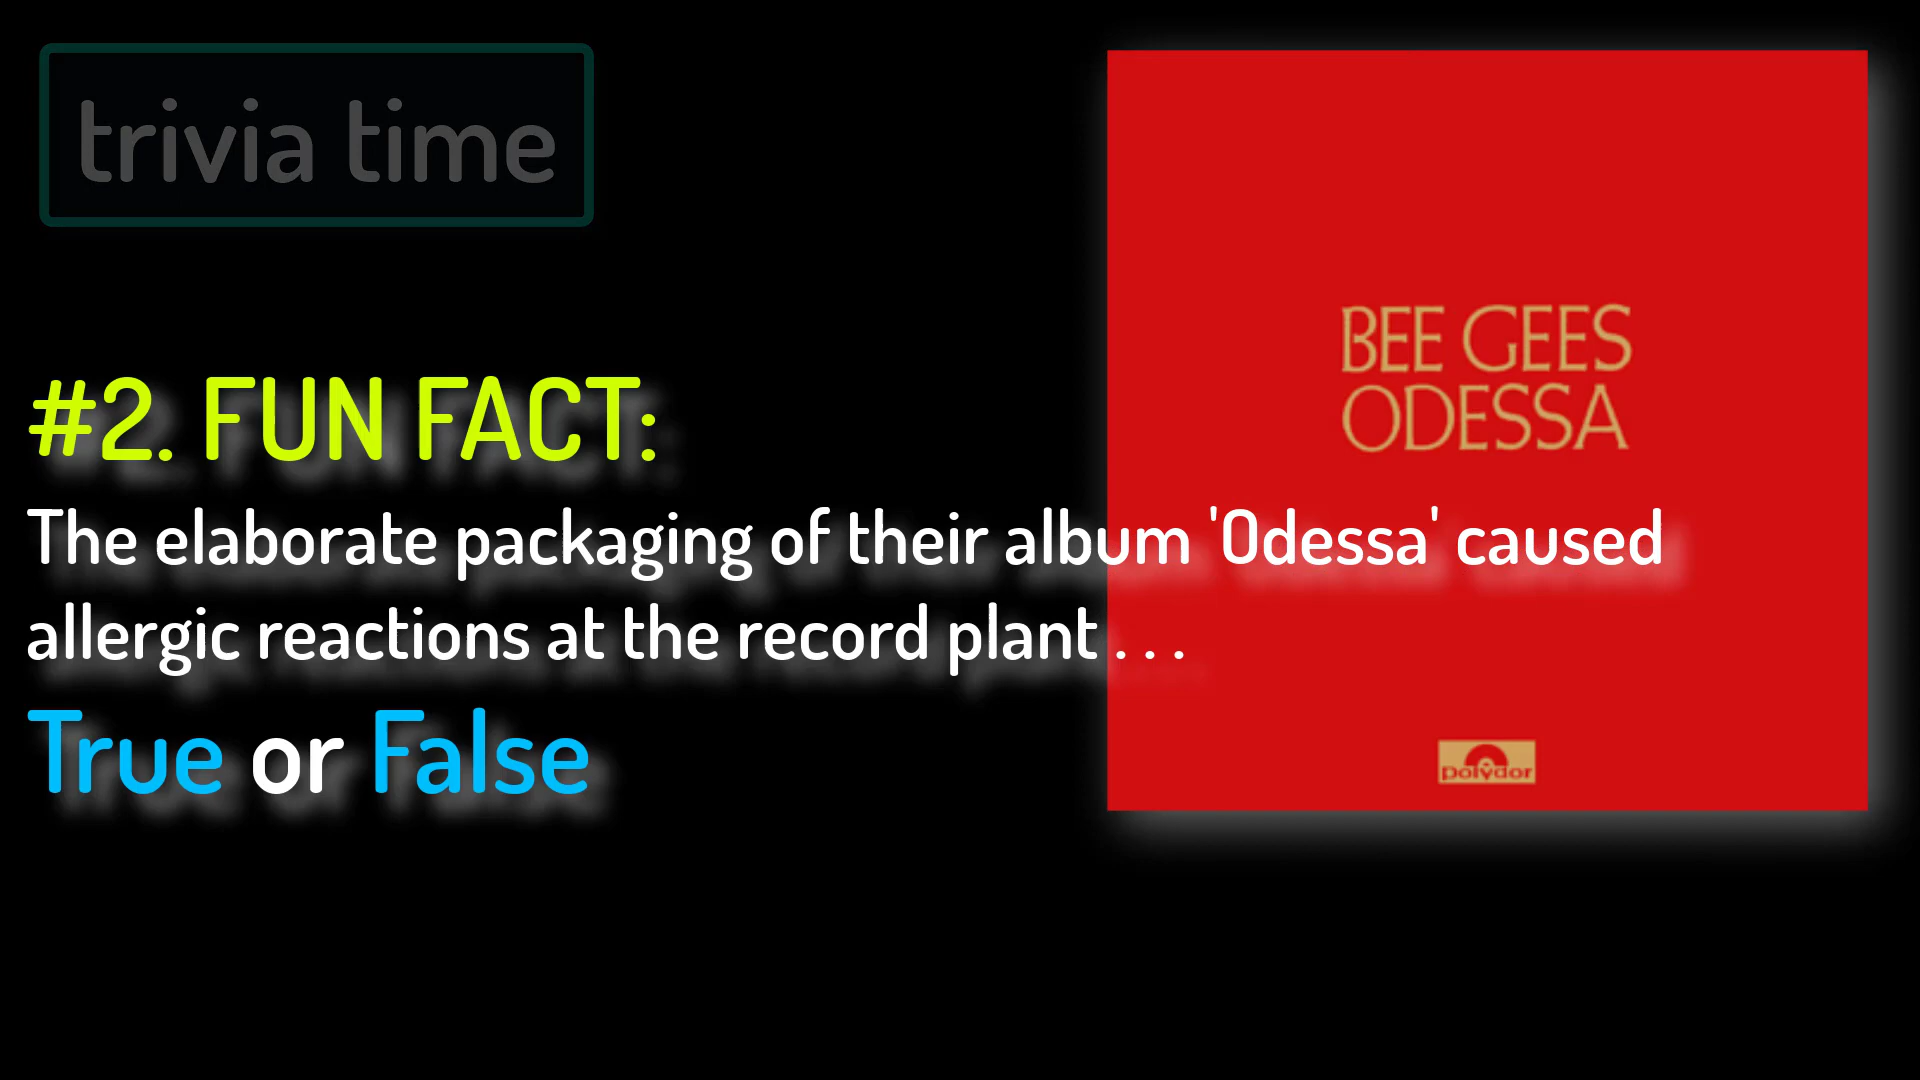 trivia time
BEE GEES
ODESSA
#2. FUN FACT:
The elaborate packaging of their album 'Odessa' caused
allergic reactions at the record plant . . .
True or False
polydor